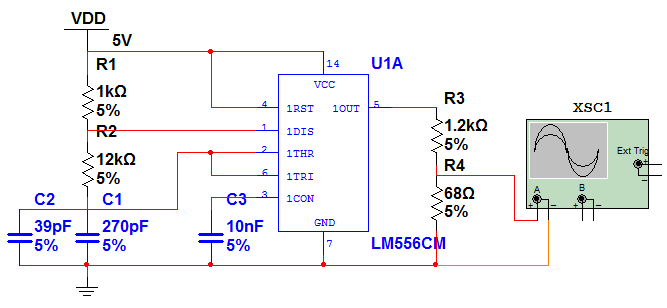 VDD
5V
R1
1kΩ
5%
R2
12kΩ
5%
C2
39pF
5%
C1
270pF
5%
C3
10nF
5%
U1A
14
VCC
4 1RST
1OUT 5
1 1DIS
2 1THR
6 1TRI
3 1CON
GND
7
LM556CM
R3
1.2kΩ
5%
R4
68Ω
5%
XSC1
Ext Trig
+
−
A
B
+ −
+ −